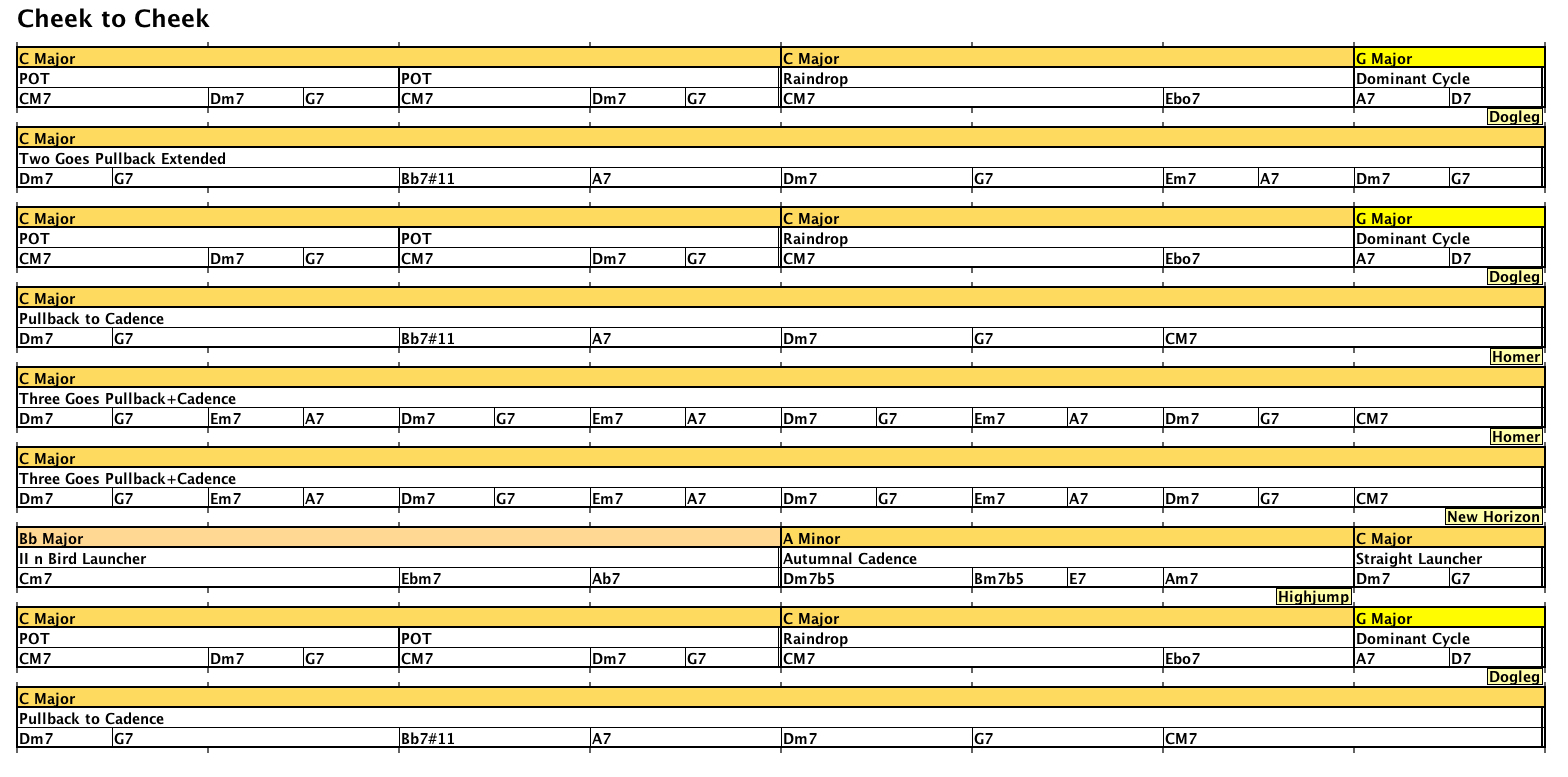 Cheek to Cheek
C Major C Major G Major
POT POT Raindrop Dominant Cycle
CM7 Dm7 G7 CM7 Dm7 G7 CM7 Ebo7 A7 D7
Dogleg
C Major
Two Goes Pullback Extended
Dm7 G7 Bb7#11 A7 Dm7 G7 Em7 A7 Dm7 G7
C Major C Major G Major
POT POT Raindrop Dominant Cycle
CM7 Dm7 G7 CM7 Dm7 G7 CM7 Ebo7 A7 D7
Dogleg
C Major
Pullback to Cadence
Dm7 G7 Bb7#11 A7 Dm7 G7 CM7
Homer
C Major
Three Goes Pullback+Cadence
Dm7 G7 Em7 A7 Dm7 G7 Em7 A7 Dm7 G7 Em7 A7 Dm7 G7 CM7
Homer
C Major
Three Goes Pullback+Cadence
Dm7 G7 Em7 A7 Dm7 G7 Em7 A7 Dm7 G7 Em7 A7 Dm7 G7 CM7
New Horizon
Bb Major A Minor C Major
II n Bird Launcher Autumnal Cadence Straight Launcher
Cm7 Ebm7 Ab7 Dm7b5 Bm7b5 E7 Am7 Dm7 G7
Highjump
C Major C Major G Major
POT POT Raindrop Dominant Cycle
CM7 Dm7 G7 CM7 Dm7 G7 CM7 Ebo7 A7 D7
Dogleg
C Major
Pullback to Cadence
Dm7 G7 Bb7#11 A7 Dm7 G7 CM7